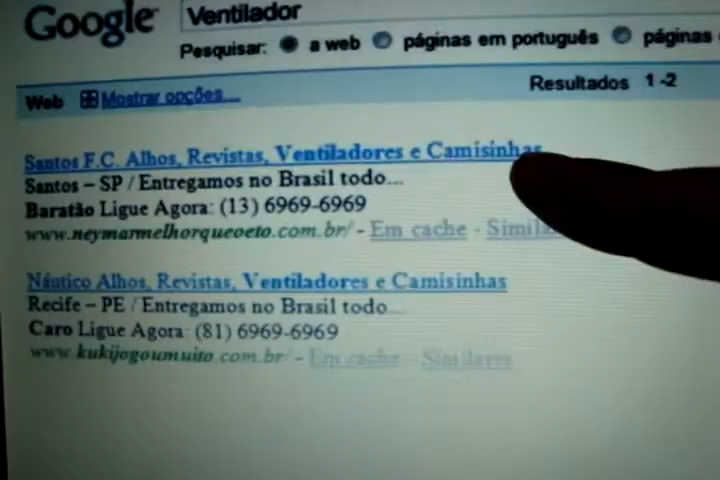 Google Ventilador
Pesquisar: a web páginas em português páginas
Web Mostrar opções... Resultados 1 -2
Santos F.C. Alhos, Revistas, Ventiladores e Camisinhas
Santos – SP / Entregamos no Brasil todo...
Baratão Ligue Agora: (13) 6969-6969
www.neymarmelhorqueoeto.com.br/ - Em cache - Simila
Náutico Alhos, Revistas, Ventiladores e Camisinhas
Recife – PE / Entregamos no Brasil todo...
Caro Ligue Agora: (81) 6969-6969
www.kukijogoumuito.com.br/ - Em cache Similares